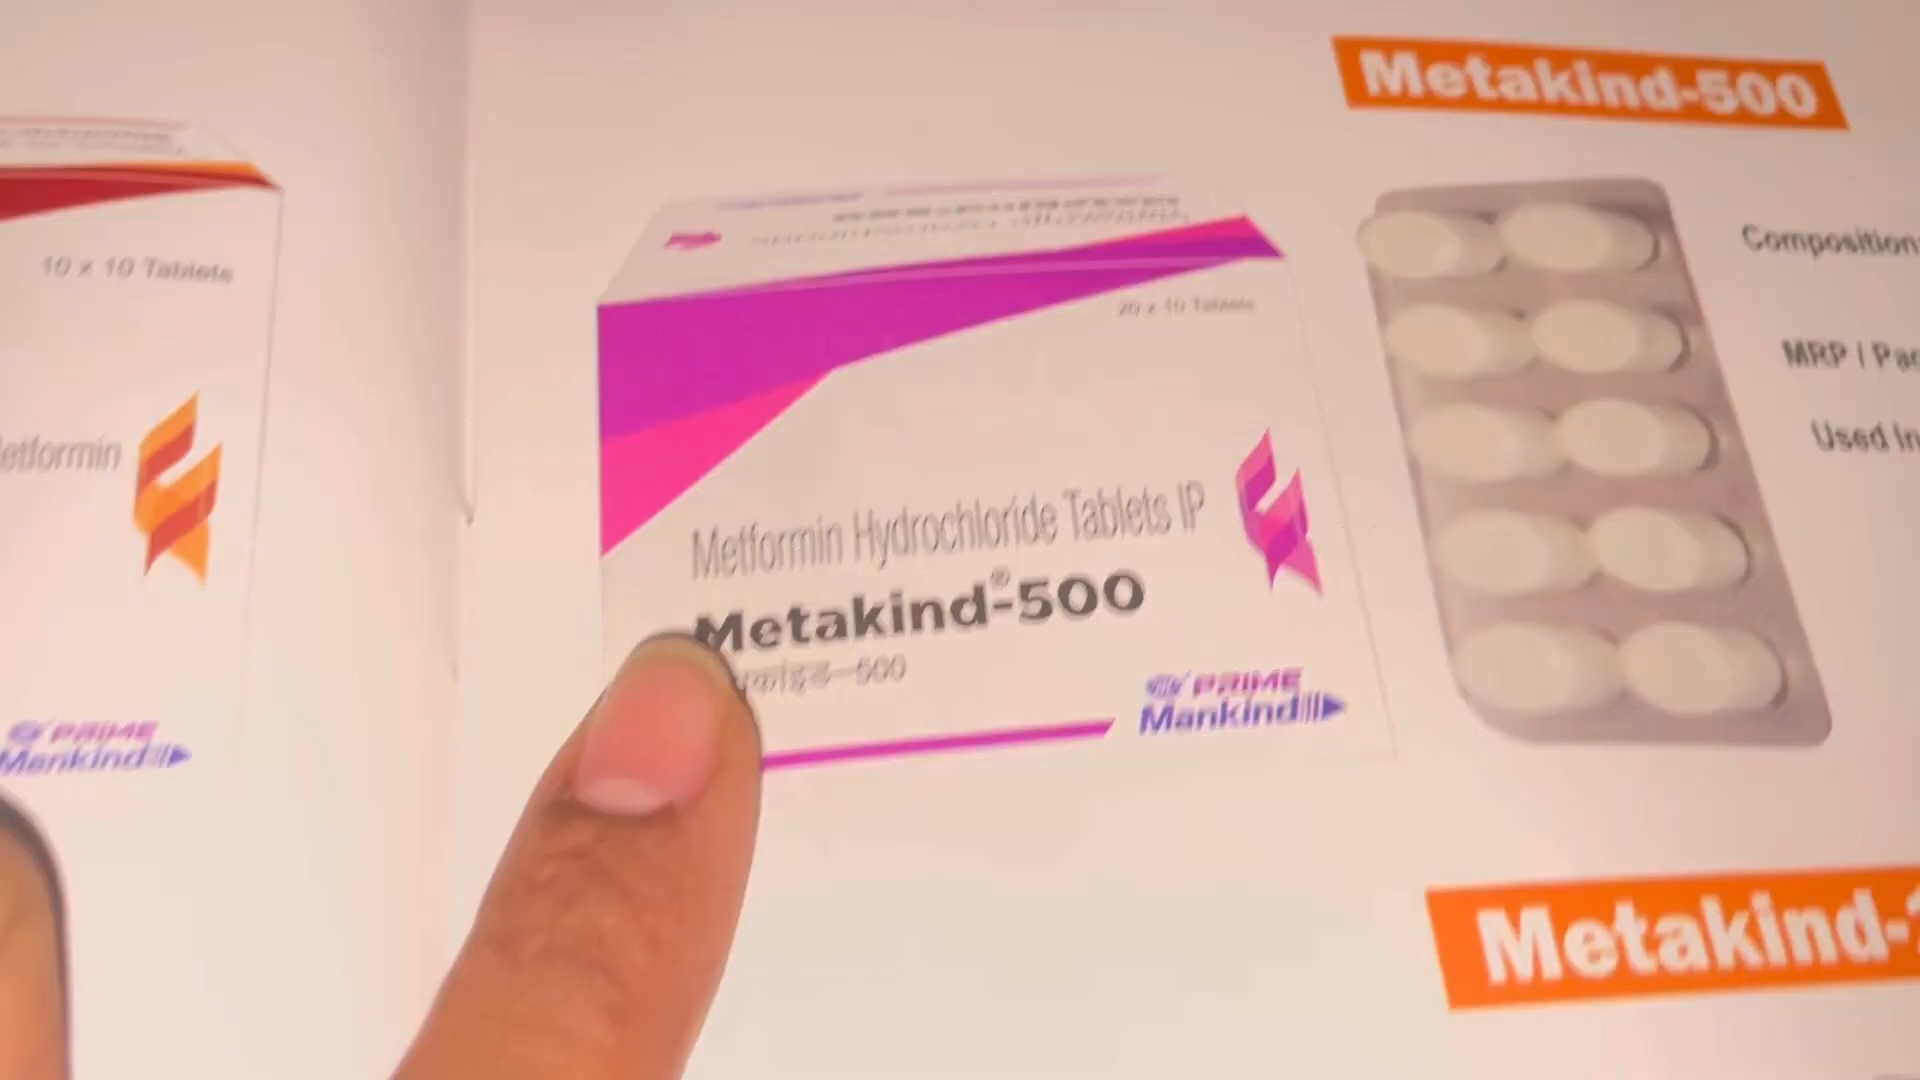 Metakind-500
10 x 10 Tablets
20 x 10 Tablets
Composition
MRP / Pac
Used In
etformin
Metformin Hydrochloride Tablets IP
Metakind®-500
-500
PRIME
Mankind
PRIME
Mankind
Metakind-